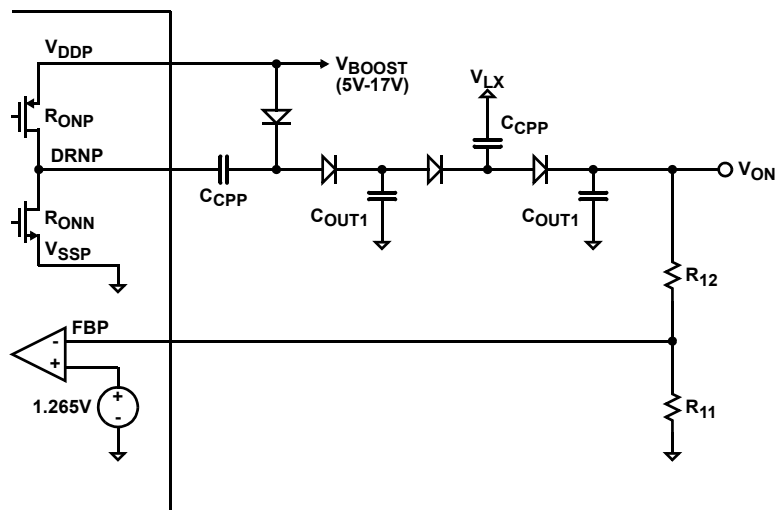 VDDP
VBOOST
(5V-17V)
VLX
RONP
CCPP
DRNP
VON
CCPP
COUT1
COUT1
RONN
VSSP
R12
FBP
-
+
1.265V
+
-
R11